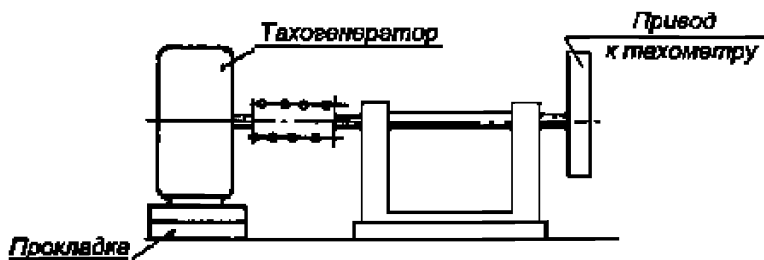 Тахогенератор
Привод
к тахометру
Прокладка